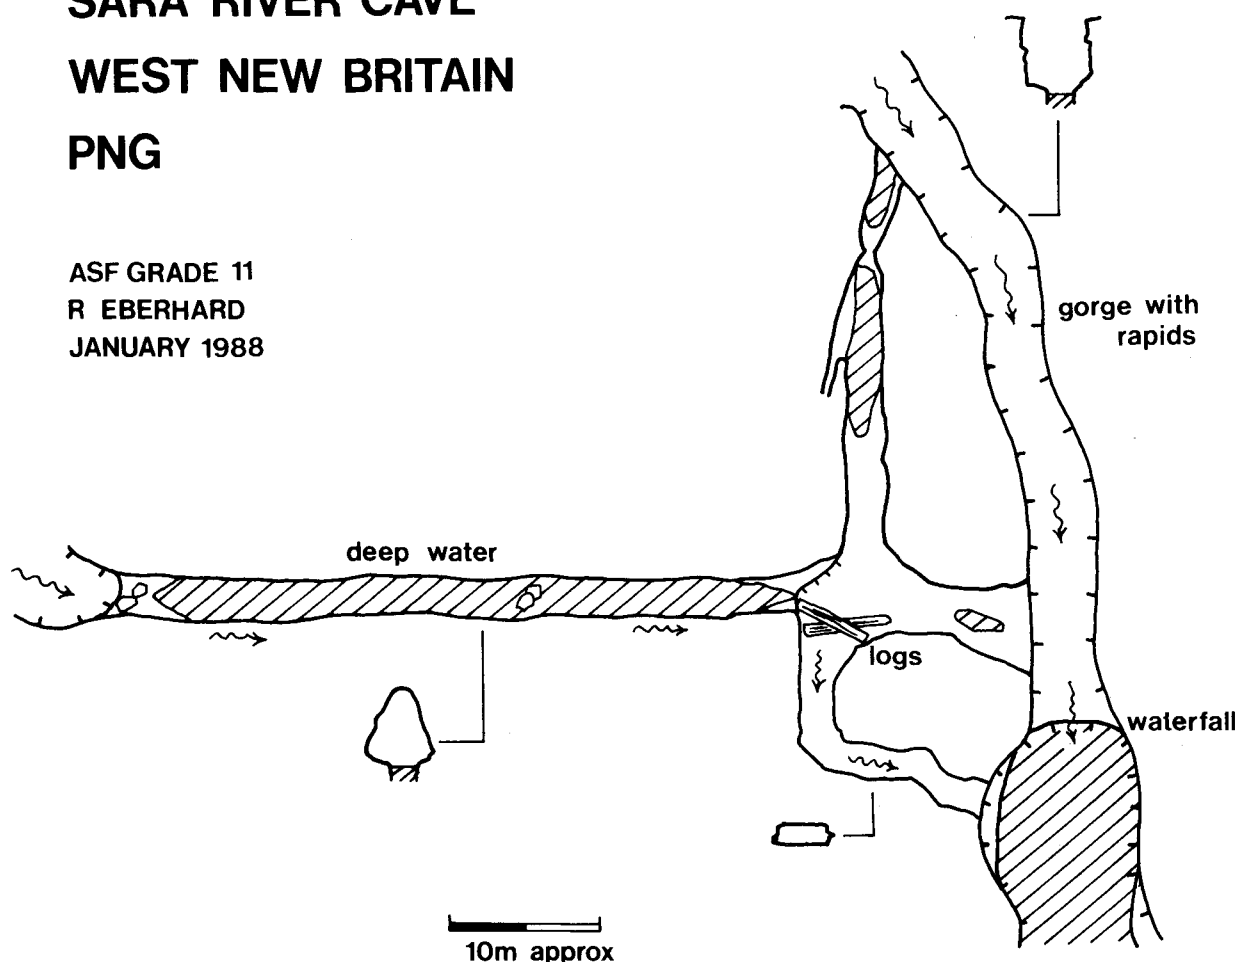 SARA RIVER CAVE
WEST NEW BRITAIN
PNG
ASF GRADE 11
R EBERHARD
JANUARY 1988
gorge with
rapids
deep water
logs
waterfall
10m approx